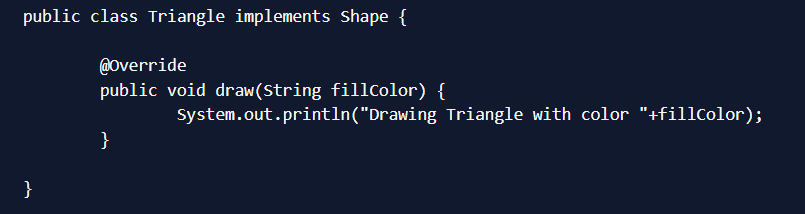 public class Triangle implements Shape {
@Override
public void draw(String fillColor) {
System.out.println("Drawing Triangle with color "+fillColor);
}
}